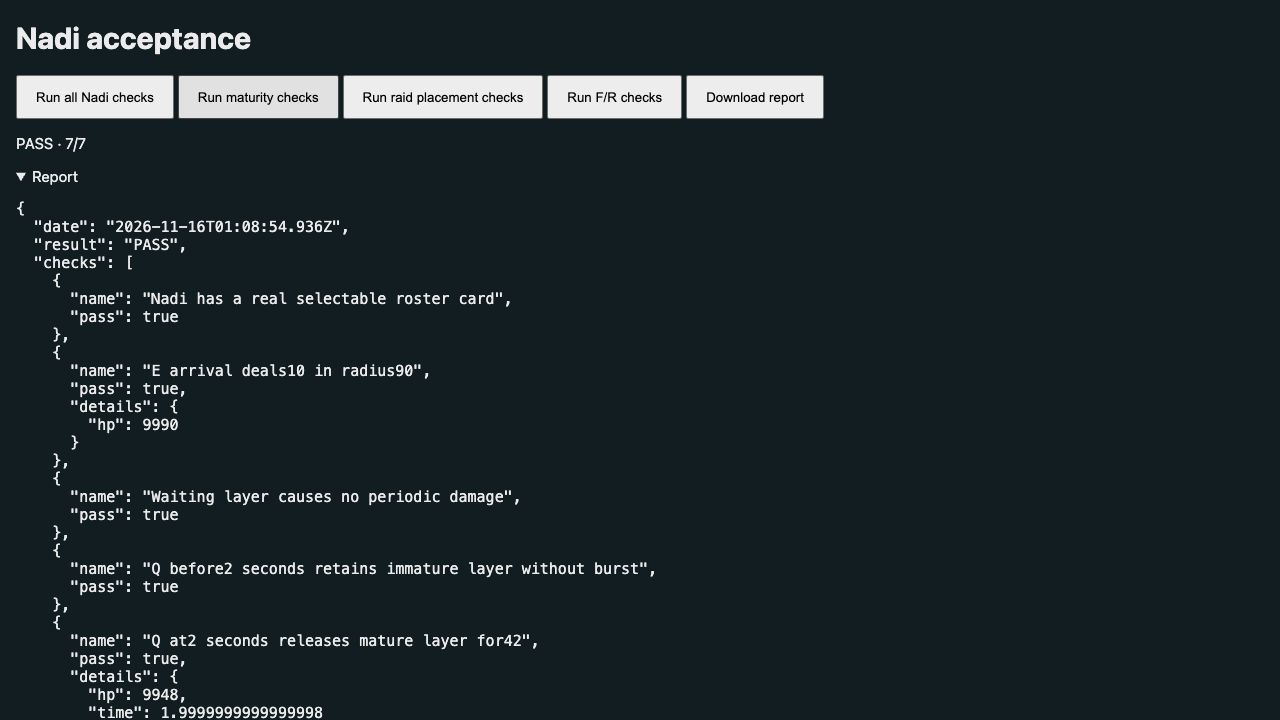 Nadi acceptance
Run all Nadi checks Run maturity checks Run raid placement checks Run F/R checks Download report
PASS · 7/7
▼ Report
{
  "date": "2026-11-16T01:08:54.936Z",
  "result": "PASS",
  "checks": [
    {
      "name": "Nadi has a real selectable roster card",
      "pass": true
    },
    {
      "name": "E arrival deals10 in radius90",
      "pass": true,
      "details": {
        "hp": 9990
      }
    },
    {
      "name": "Waiting layer causes no periodic damage",
      "pass": true
    },
    {
      "name": "Q before2 seconds retains immature layer without burst",
      "pass": true
    },
    {
      "name": "Q at2 seconds releases mature layer for42",
      "pass": true,
      "details": {
        "hp": 9948,
        "time": 1.9999999999999998